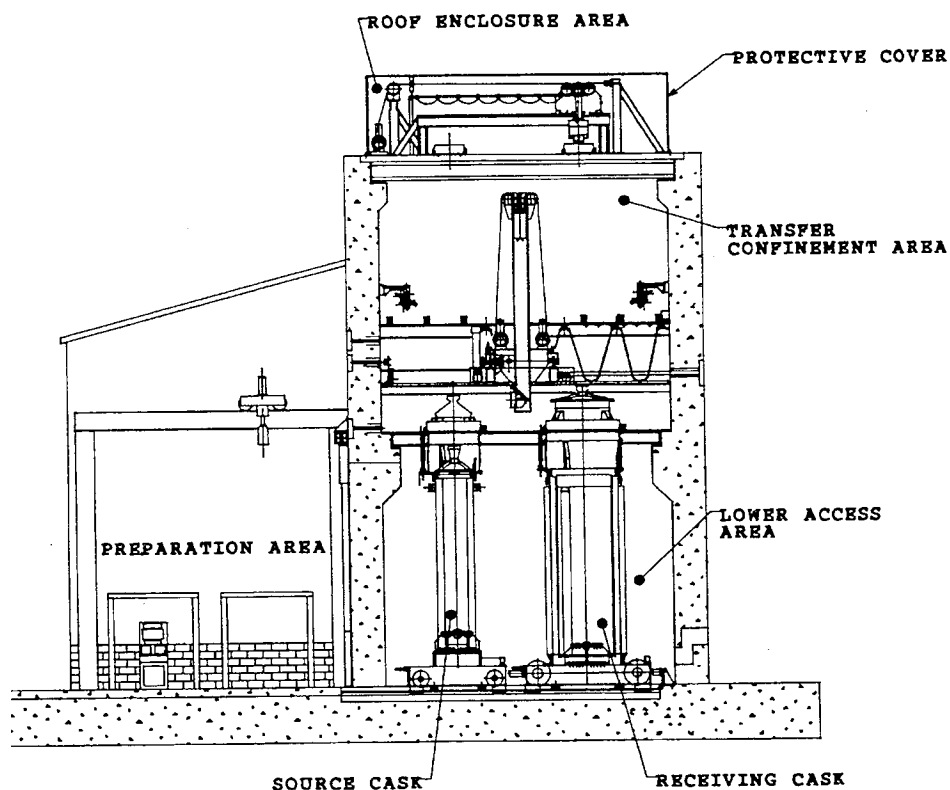 ROOF ENCLOSURE AREA
PROTECTIVE COVER
TRANSFER
CONFINEMENT AREA
LOWER ACCESS
AREA
PREPARATION AREA
SOURCE CASK
RECEIVING CASK